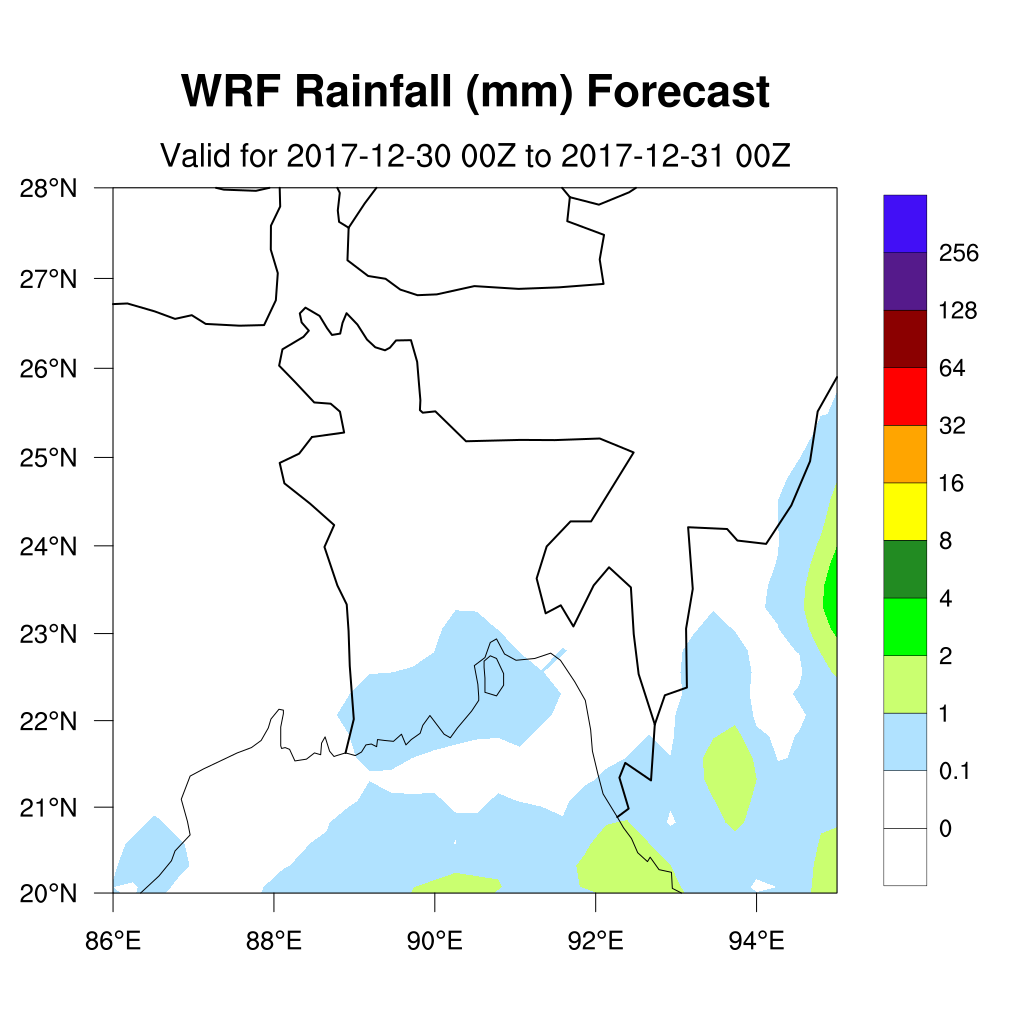 WRF Rainfall (mm) Forecast
Valid for 2017-12-30 00Z to 2017-12-31 00Z
28°N
27°N
26°N
25°N
24°N
23°N
22°N
21°N
20°N
86°E 88°E 90°E 92°E 94°E
256
128
64
32
16
8
4
2
1
0.1
0